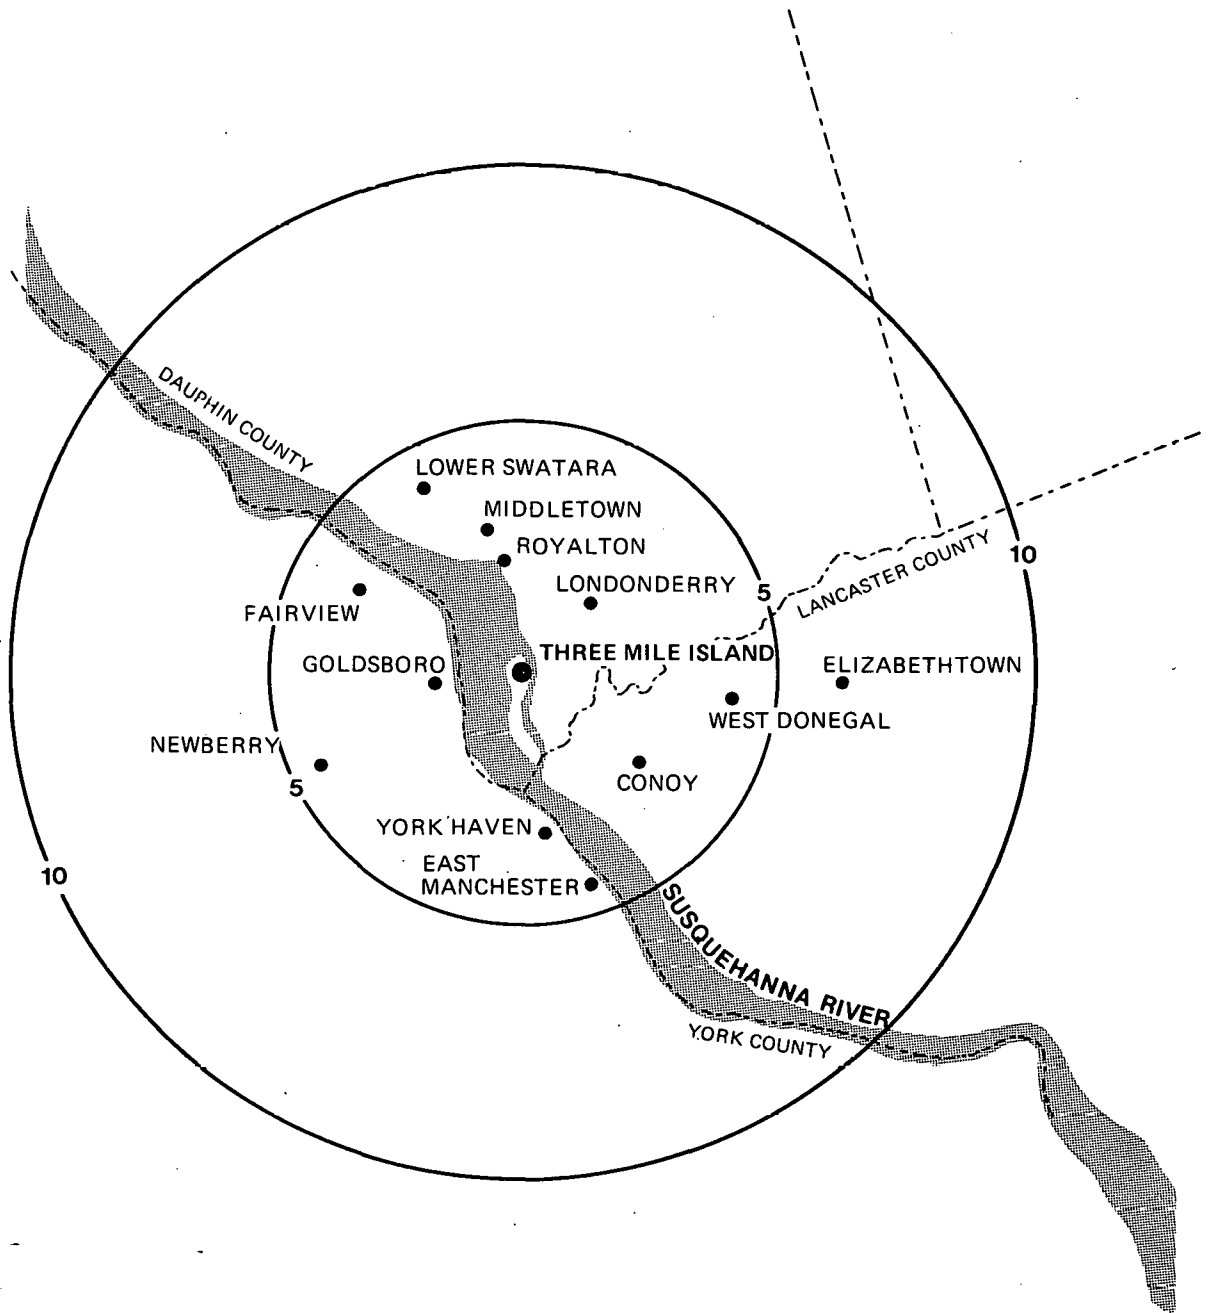 DAUPHIN COUNTY
LOWER SWATARA
MIDDLETOWN
ROYALTON
LONDONDERRY
5
10
LANCASTER COUNTY
FAIRVIEW
THREE MILE ISLAND
GOLDSBORO
ELIZABETHTOWN
WEST DONEGAL
NEWBERRY
5
CONOY
YORK HAVEN
EAST
MANCHESTER
10
SUSQUEHANNA RIVER
YORK COUNTY